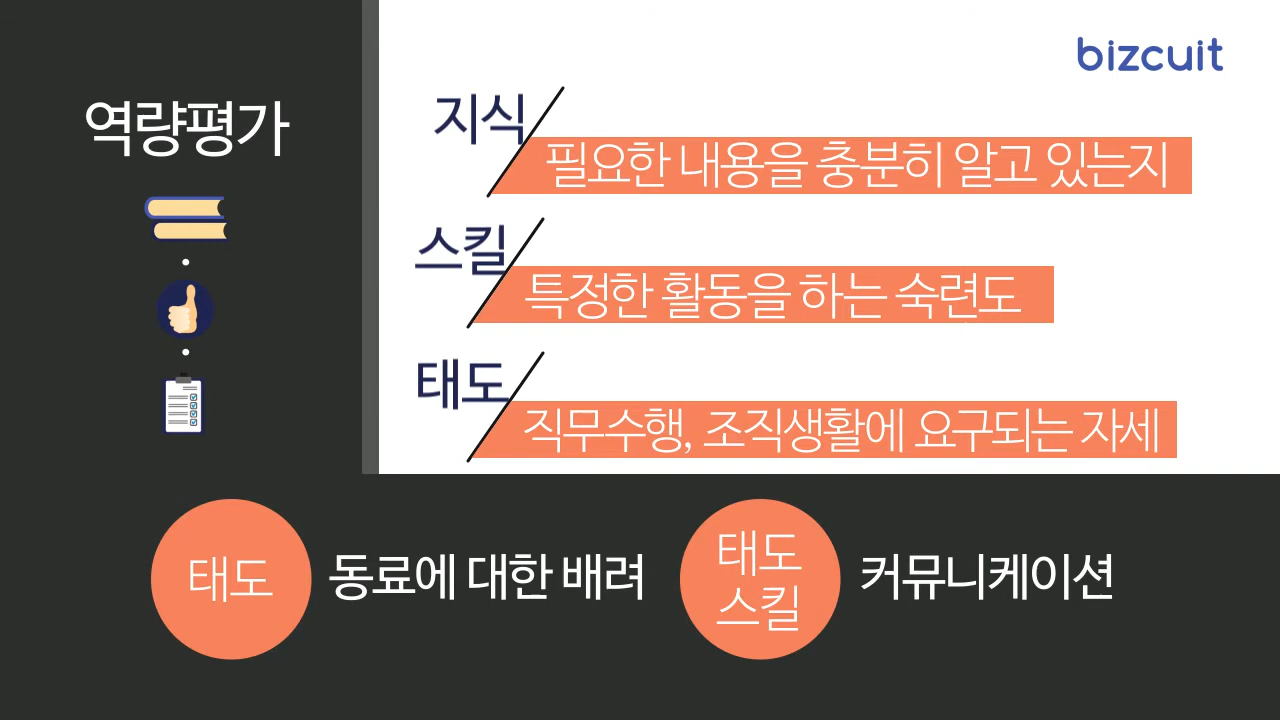 bizcuit
역량평가
지식
필요한 내용을 충분히 알고 있는지
스킬
특정한 활동을 하는 숙련도
태도
직무수행, 조직생활에 요구되는 자세
태도
동료에 대한 배려
태도
스킬
커뮤니케이션